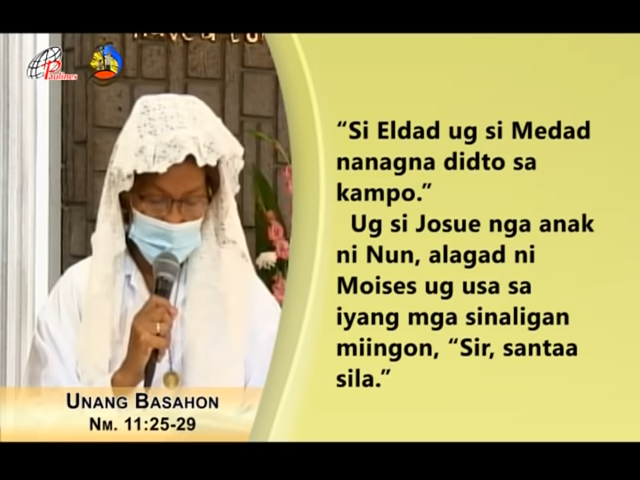 Paulines
“Si Eldad ug si Medad
nanagna didto sa
kampo.”
Ug si Josue nga anak
ni Nun, alagad ni
Moises ug usa sa
iyang mga sinaligan
miingon, “Sir, santaa
sila.”
UNANG BASAHON
NM. 11:25-29